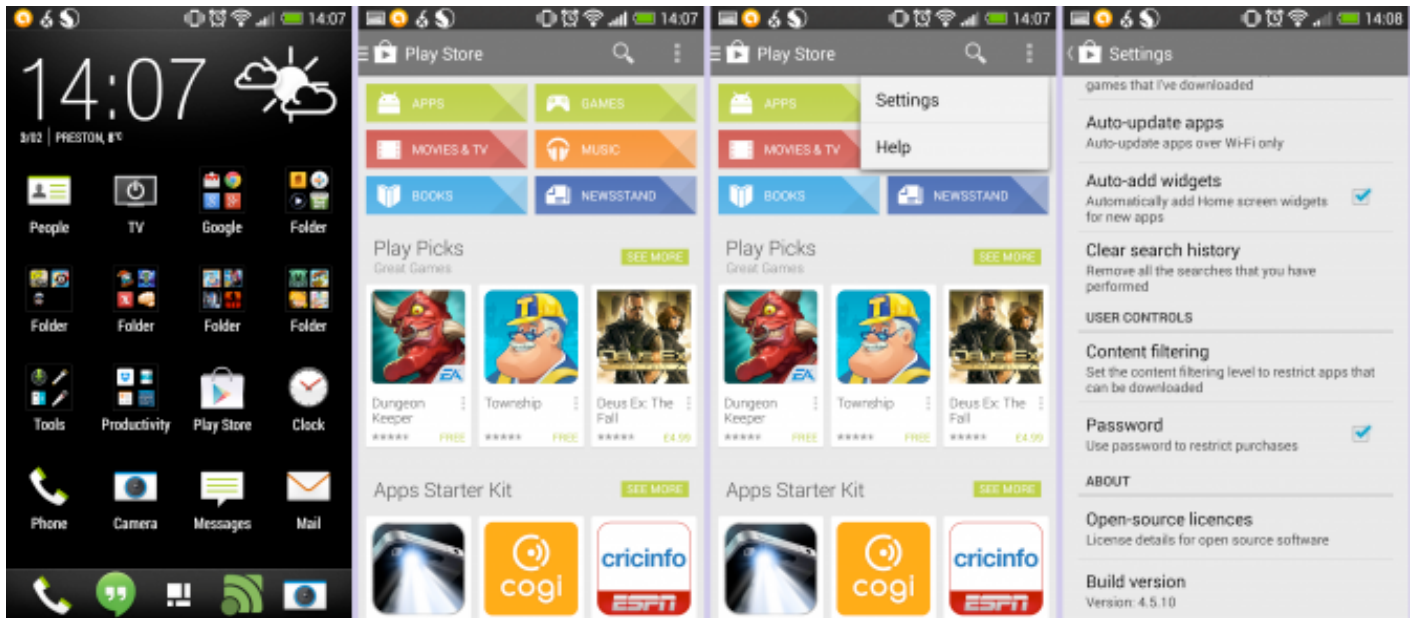 14:07
14:07
3/02 PRESTON, 8°C
People
TV
Google
Folder
Folder
Folder
Folder
Folder
Tools
Productivity
Play Store
Clock
Phone
Camera
Messages
Mail
14:07
Play Store
APPS
GAMES
MOVIES & TV
MUSIC
BOOKS
NEWSSTAND
Play Picks
Great Games
SEE MORE
EA
DEUS EX
Dungeon
Keeper
FREE
Township
FREE
Deus Ex: The
Fall
£4.99
Apps Starter Kit
SEE MORE
cogi
cricinfo
ESPN
14:07
Play Store
Settings
Help
APPS
MOVIES & TV
BOOKS
NEWSSTAND
Play Picks
Great Games
SEE MORE
EA
DEUS EX
Dungeon
Keeper
FREE
Township
FREE
Deus Ex: The
Fall
£4.99
Apps Starter Kit
SEE MORE
cogi
cricinfo
ESPN
14:08
Settings
games that I've downloaded
Auto-update apps
Auto-update apps over Wi-Fi only
Auto-add widgets
Automatically add Home screen widgets
for new apps
Clear search history
Remove all the searches that you have
performed
USER CONTROLS
Content filtering
Set the content filtering level to restrict apps that
can be downloaded
Password
Use password to restrict purchases
ABOUT
Open-source licences
License details for open source software
Build version
Version: 4.5.10